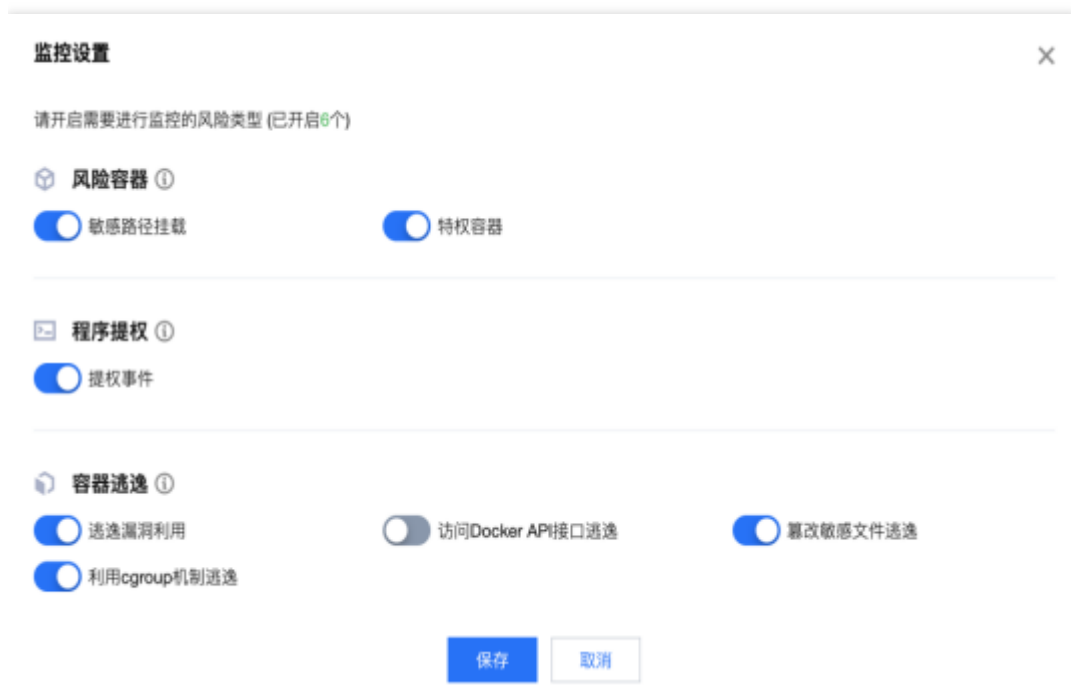 监控设置
请开启需要进行监控的风险类型 (已开启6个)
风险容器
敏感路径挂载 特权容器
程序提权
提权事件
容器逃逸
逃逸漏洞利用 访问Docker API接口逃逸 篡改敏感文件逃逸
利用cgroup机制逃逸
保存 取消